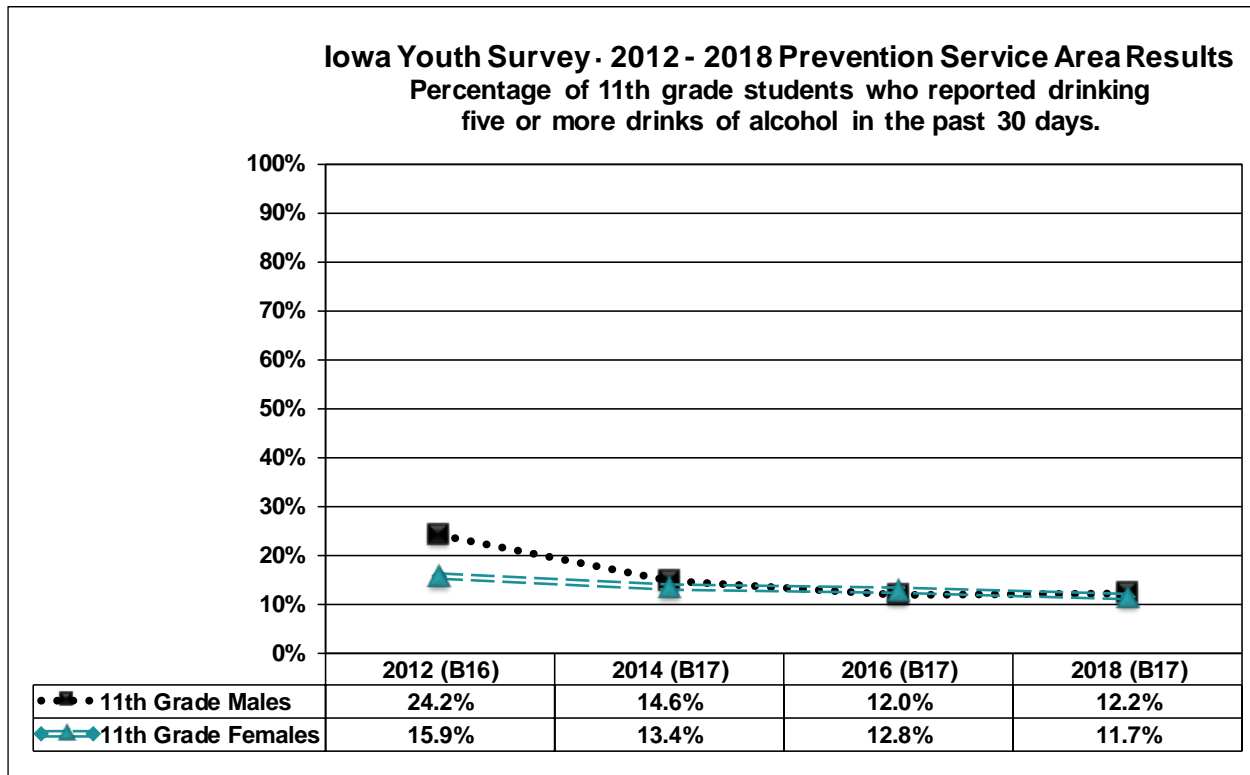 Iowa Youth Survey · 2012 - 2018 Prevention Service Area Results
Percentage of 11th grade students who reported drinking
five or more drinks of alcohol in the past 30 days.
100%
90%
80%
70%
60%
50%
40%
30%
20%
10%
0%
2012 (B16) 2014 (B17) 2016 (B17) 2018 (B17)
11th Grade Males 24.2% 14.6% 12.0% 12.2%
11th Grade Females 15.9% 13.4% 12.8% 11.7%